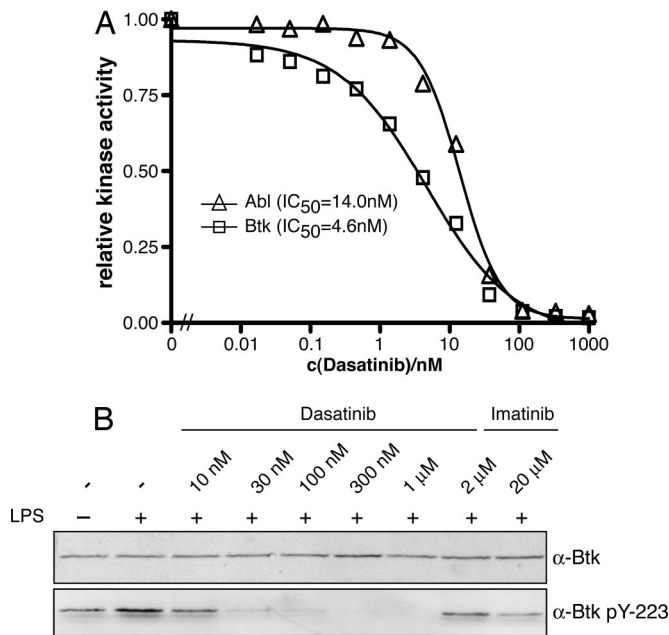 A
relative kinase activity
1.00
0.75
0.50
0.25
0.00
Abl (IC50=14.0nM)
Btk (IC50=4.6nM)
0 0.01 0.1 1 10 100 1000
c(Dasatinib)/nM
B
Dasatinib Imatinib
- - 10 nM 30 nM 100 nM 300 nM 1 µM 2 µM 20 µM
LPS − + + + + + + + +
α-Btk
α-Btk pY-223